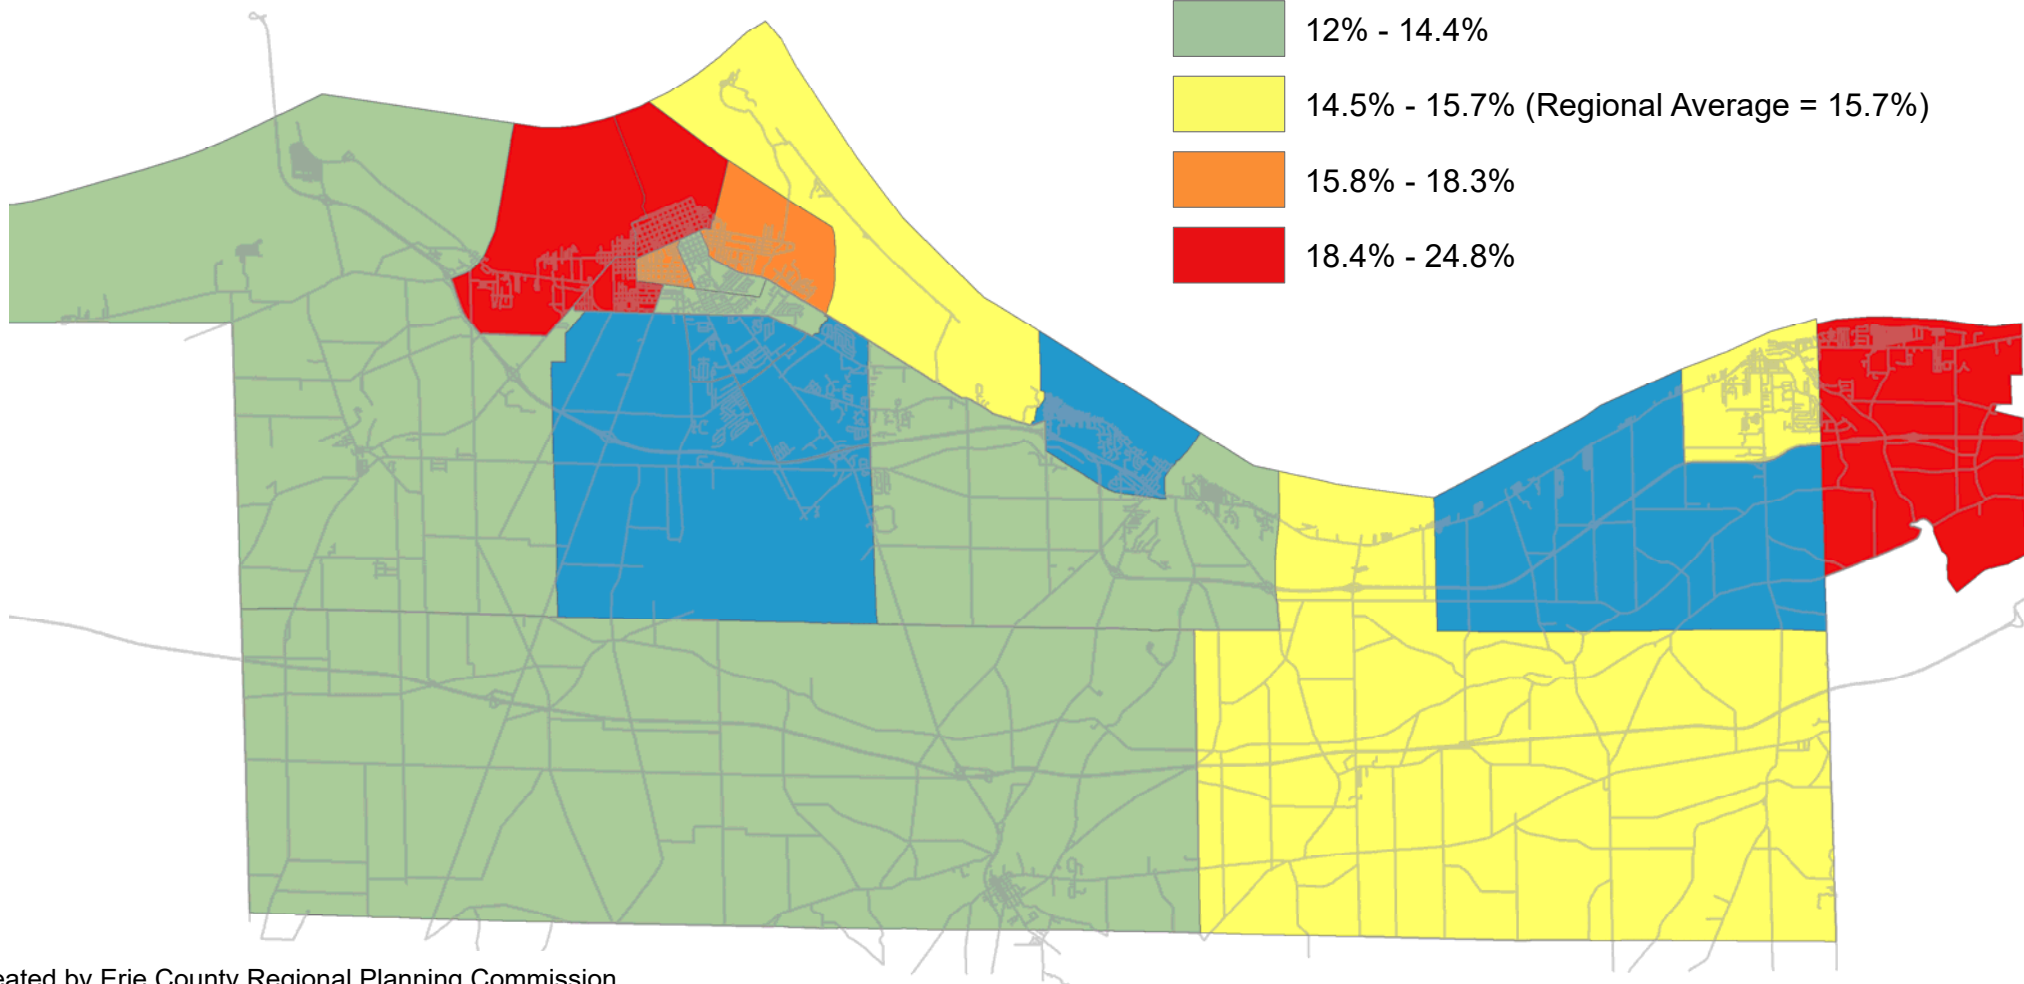 12% - 14.4%
14.5% - 15.7% (Regional Average = 15.7%)
15.8% - 18.3%
18.4% - 24.8%
eated by Erie County Regional Planning Commission